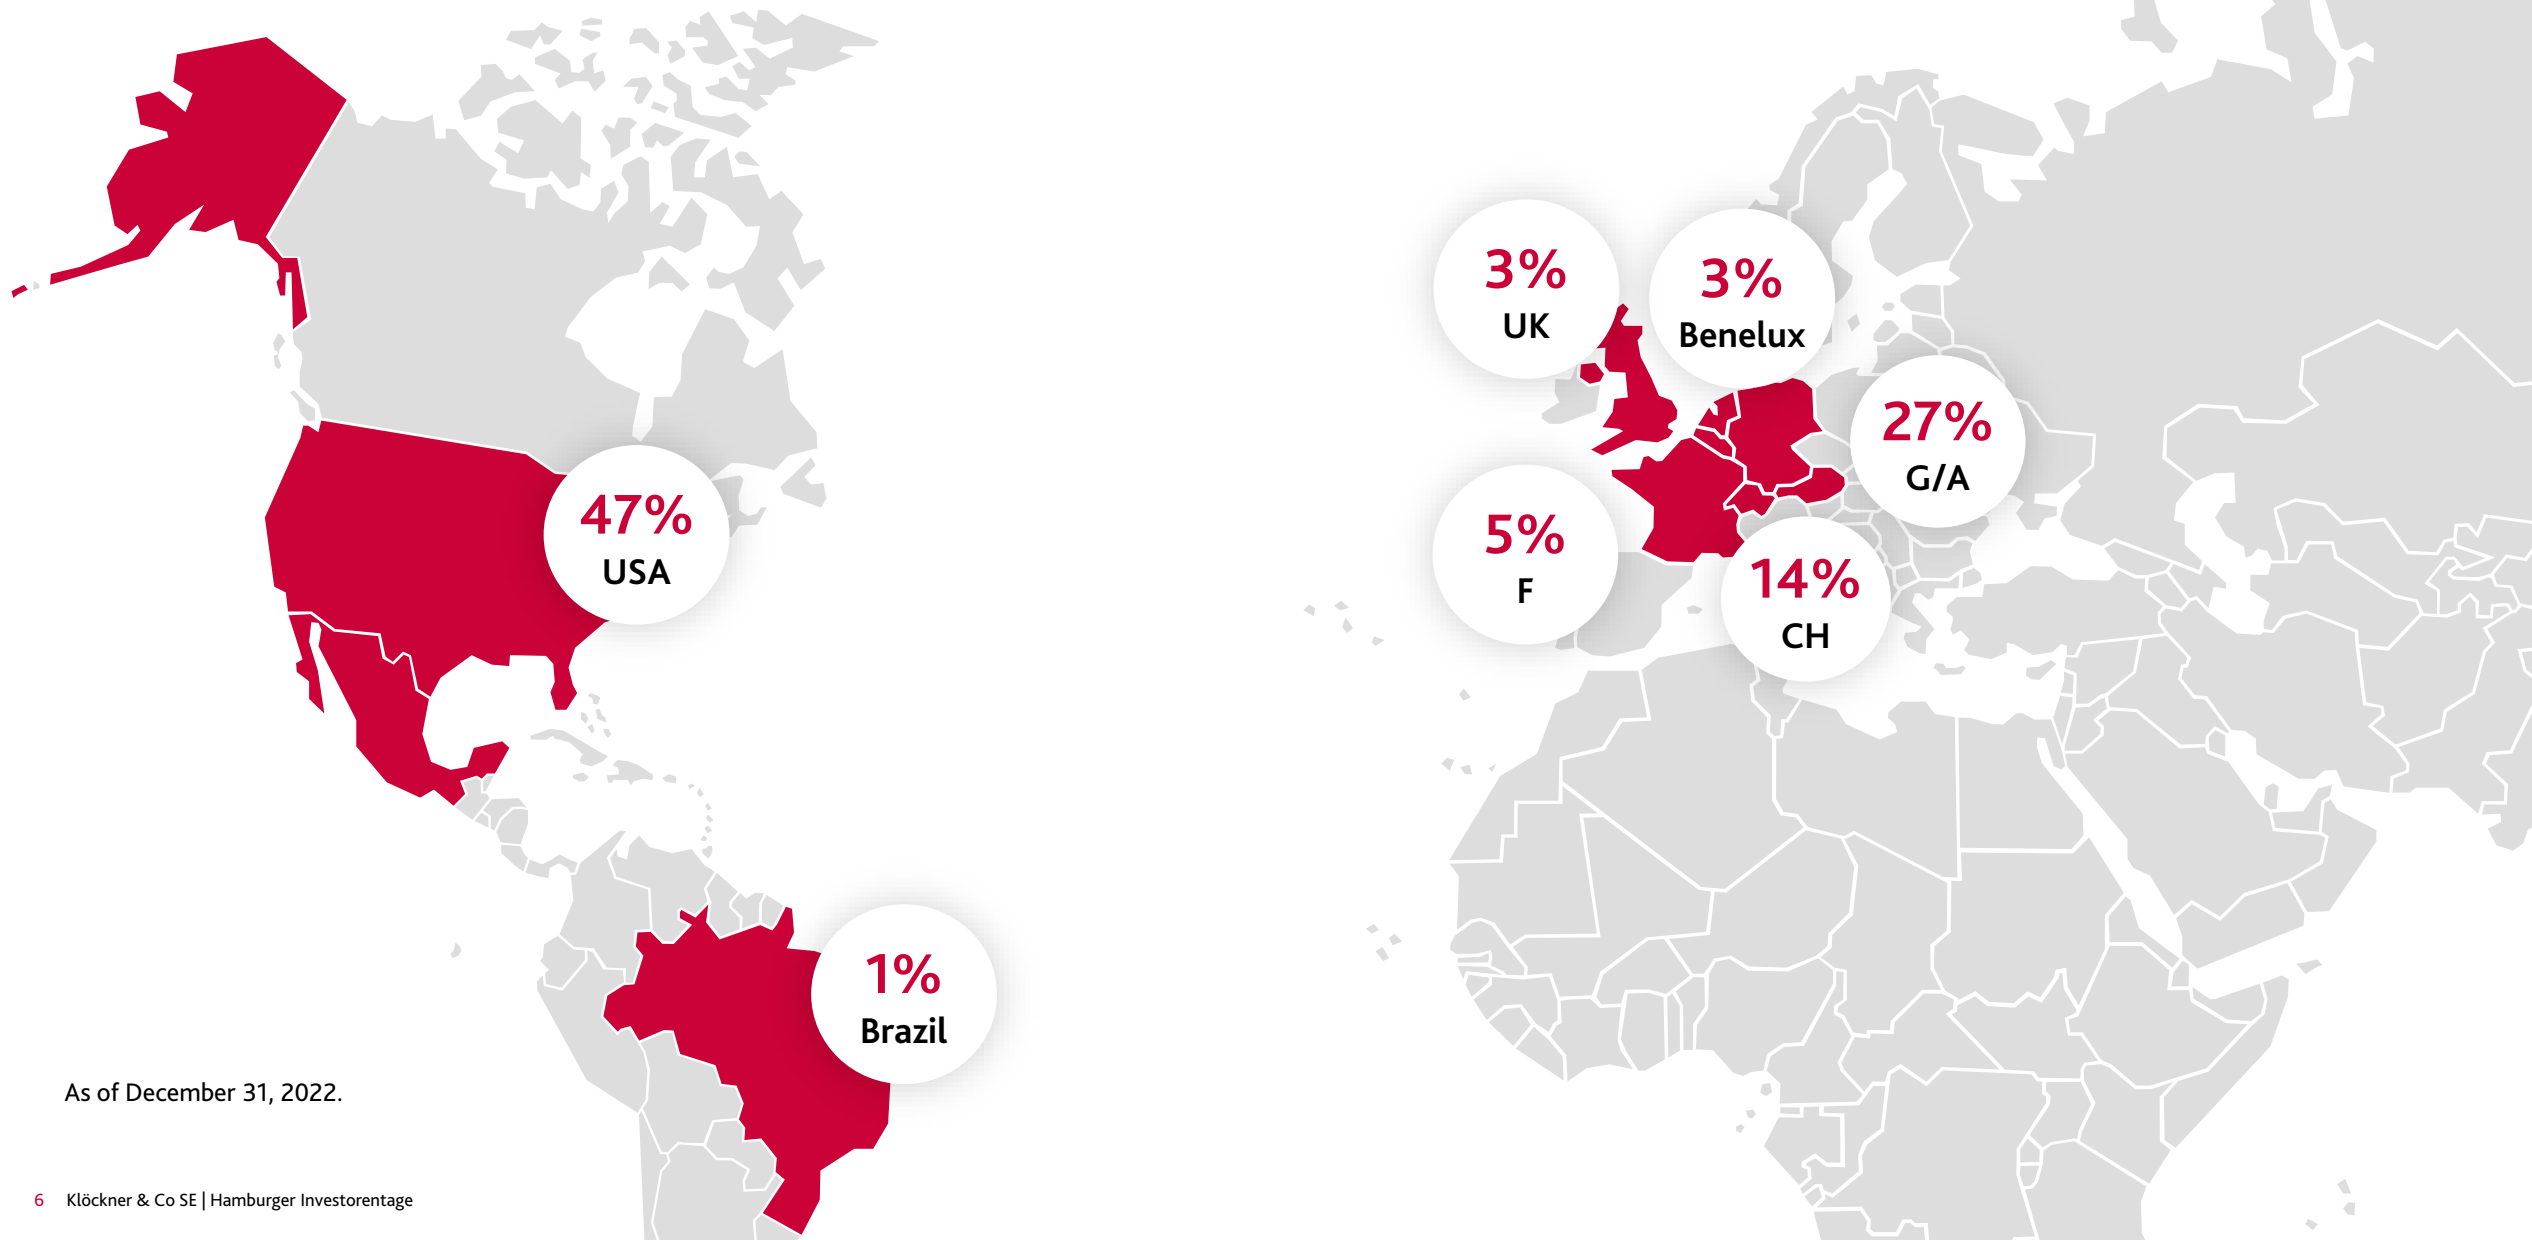 3%
UK
3%
Benelux
27%
G/A
47%
USA
5%
F
14%
CH
1%
Brazil
As of December 31, 2022.
6 Klöckner & Co SE | Hamburger Investorentage